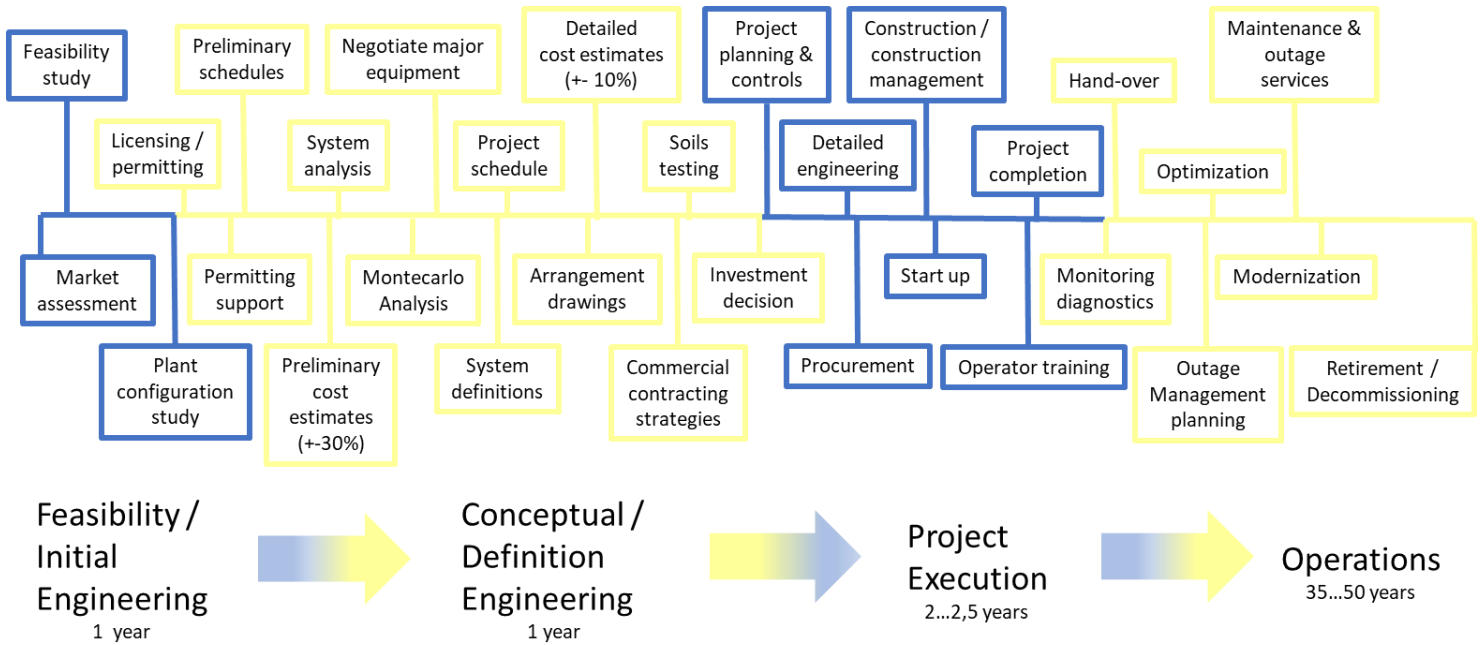 Feasibility
study
Preliminary
schedules
Negotiate major
equipment
Detailed
cost estimates
(+- 10%)
Project
planning &
controls
Construction /
construction
management
Hand-over
Maintenance &
outage
services
Licensing /
permitting
System
analysis
Project
schedule
Soils
testing
Detailed
engineering
Project
completion
Optimization
Market
assessment
Permitting
support
Montecarlo
Analysis
Arrangement
drawings
Investment
decision
Start up
Monitoring
diagnostics
Modernization
Plant
configuration
study
Preliminary
cost
estimates
(+-30%)
System
definitions
Commercial
contracting
strategies
Procurement
Operator training
Outage
Management
planning
Retirement /
Decommissioning
Feasibility /
Initial
Engineering
1 year
Conceptual /
Definition
Engineering
1 year
Project
Execution
2...2,5 years
Operations
35...50 years